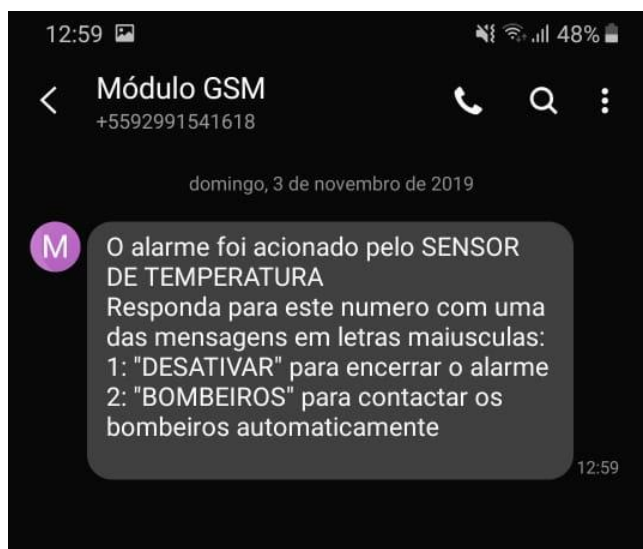 12:59 48%
Módulo GSM
+5592991541618
domingo, 3 de novembro de 2019
M
O alarme foi acionado pelo SENSOR
DE TEMPERATURA
Responda para este numero com uma
das mensagens em letras maiusculas:
1: "DESATIVAR" para encerrar o alarme
2: "BOMBEIROS" para contactar os
bombeiros automaticamente
12:59